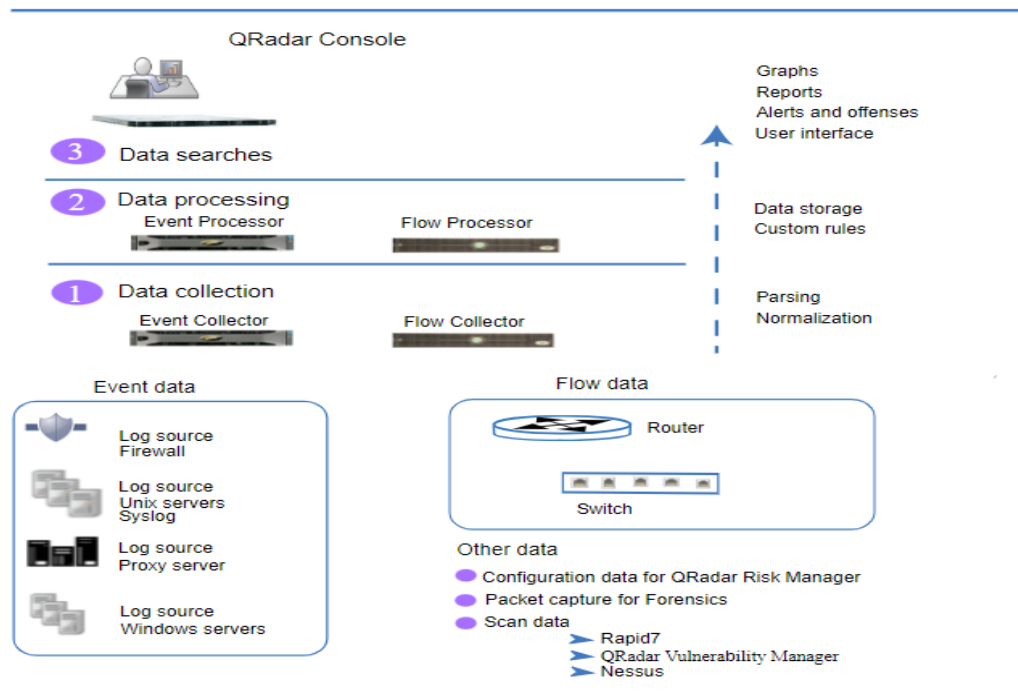 QRadar Console
3 Data searches
Graphs
Reports
Alerts and offenses
User interface
2 Data processing
Event Processor
Flow Processor
Data storage
Custom rules
1 Data collection
Event Collector
Flow Collector
Parsing
Normalization
Event data
Log source
Firewall
Log source
Unix servers
Syslog
Log source
Proxy server
Log source
Windows servers
Flow data
Router
Switch
Other data
Configuration data for QRadar Risk Manager
Packet capture for Forensics
Scan data
Rapid7
QRadar Vulnerability Manager
Nessus